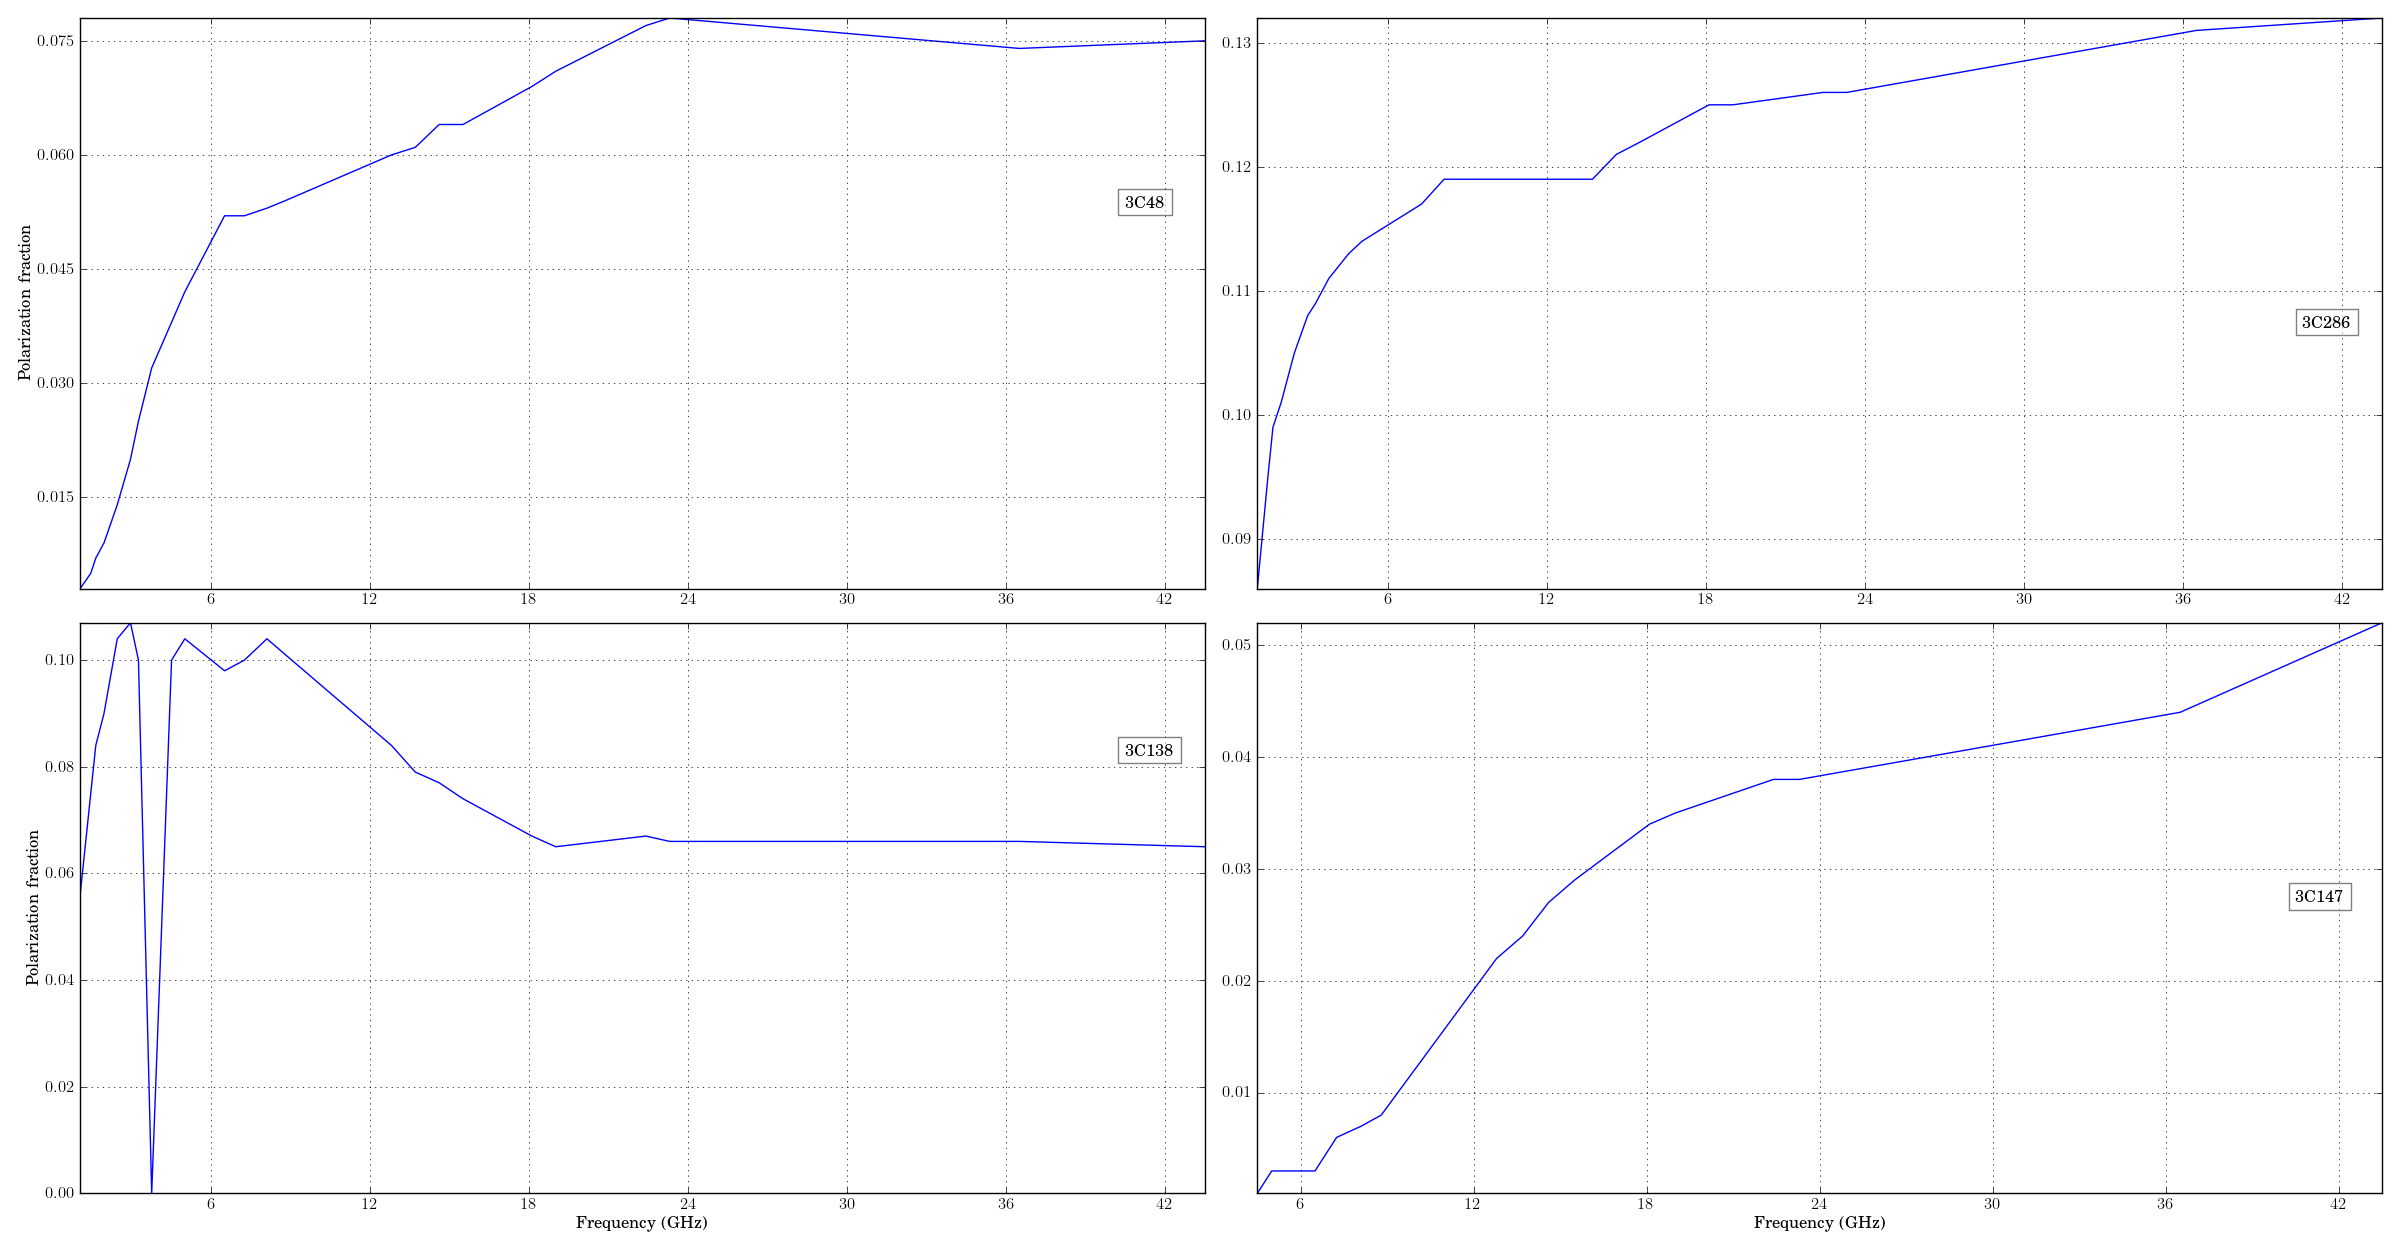 0.075
0.060
0.045
0.030
0.015
Polarization fraction
3C48
6 12 18 24 30 36 42
0.13
0.12
0.11
0.10
0.09
3C286
6 12 18 24 30 36 42
0.10
0.08
0.06
0.04
0.02
0.00
Polarization fraction
3C138
6 12 18 24 30 36 42
Frequency (GHz)
0.05
0.04
0.03
0.02
0.01
3C147
6 12 18 24 30 36 42
Frequency (GHz)